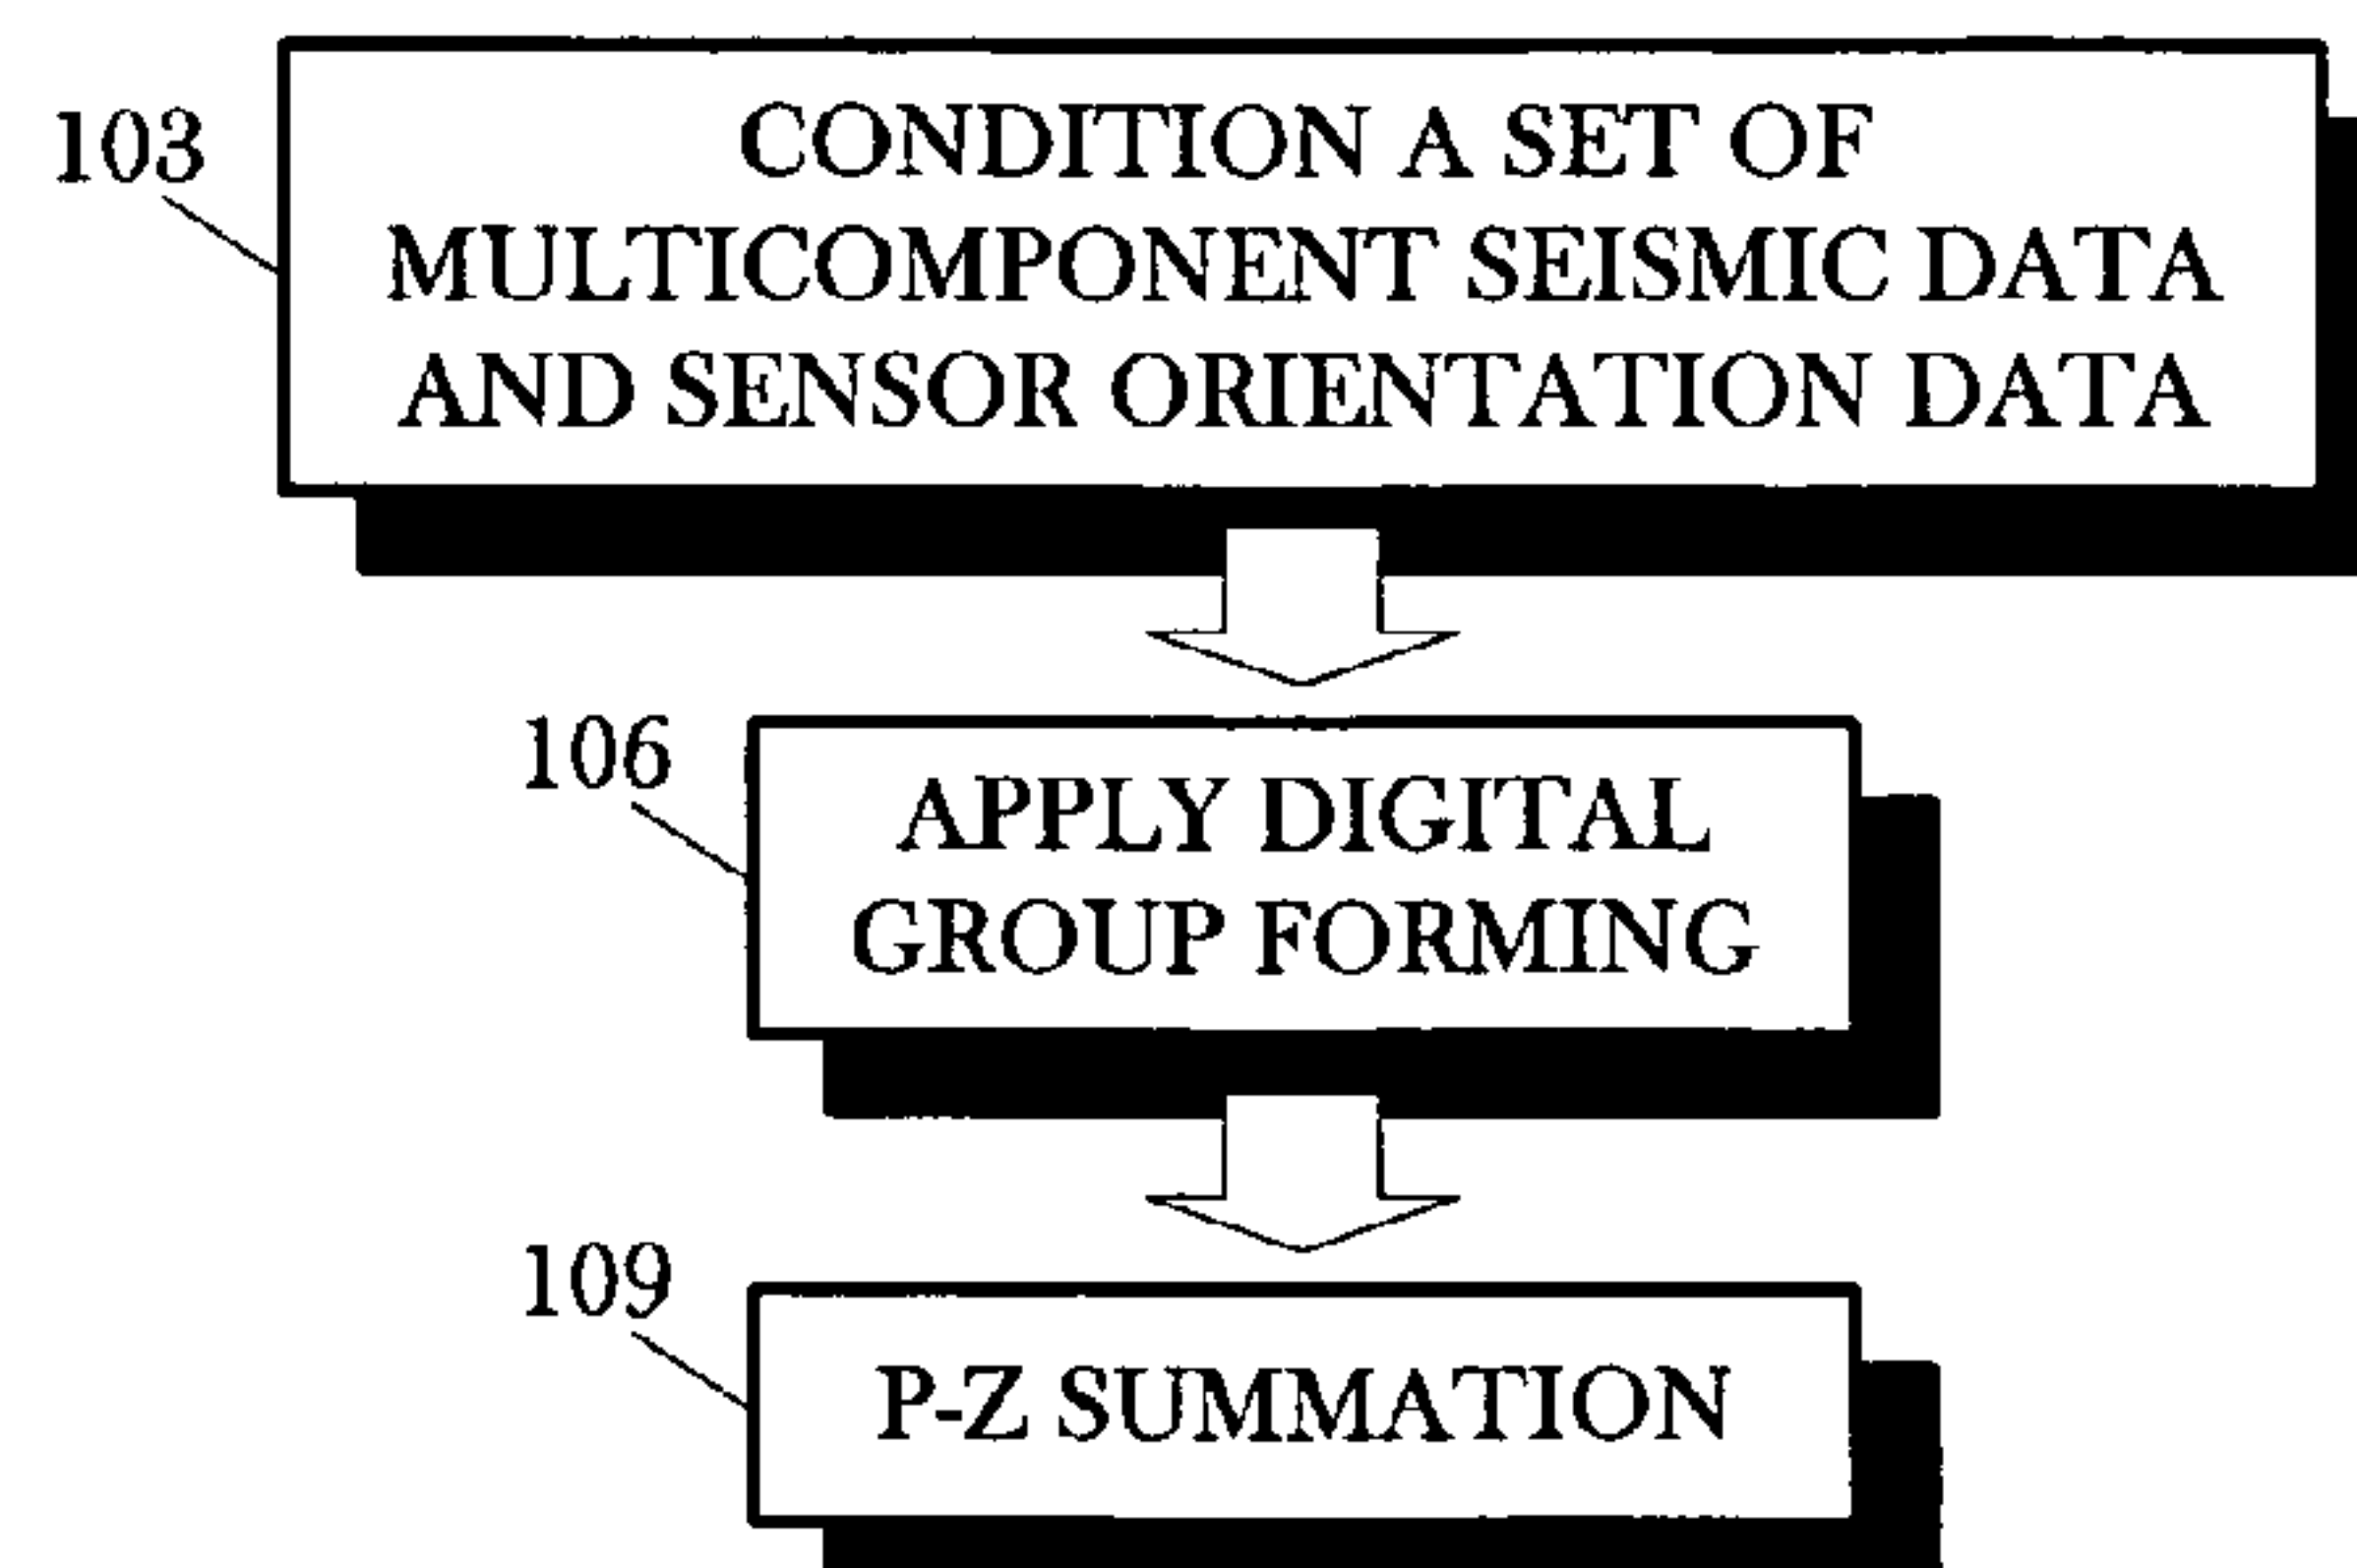 103
CONDITION A SET OF
MULTICOMPONENT SEISMIC DATA
AND SENSOR ORIENTATION DATA
106
APPLY DIGITAL
GROUP FORMING
109
P-Z SUMMATION